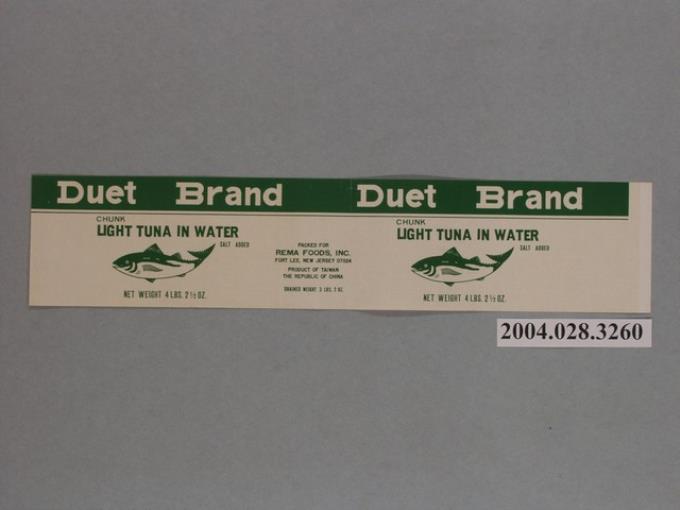 Duet Brand Duet Brand
CHUNK
LIGHT TUNA IN WATER
SALT ADDED
NET WEIGHT 4 LBS. 2½ OZ.
PACKED FOR
REMA FOODS, INC.
FORT LEE, NEW JERSEY 07024
PRODUCT OF TAIWAN
THE REPUBLIC OF CHINA
DRAINED WEIGHT 3 LBS. 2 OZ.
CHUNK
LIGHT TUNA IN WATER
SALT ADDED
NET WEIGHT 4 LBS. 2½ OZ.
2004.028.3260